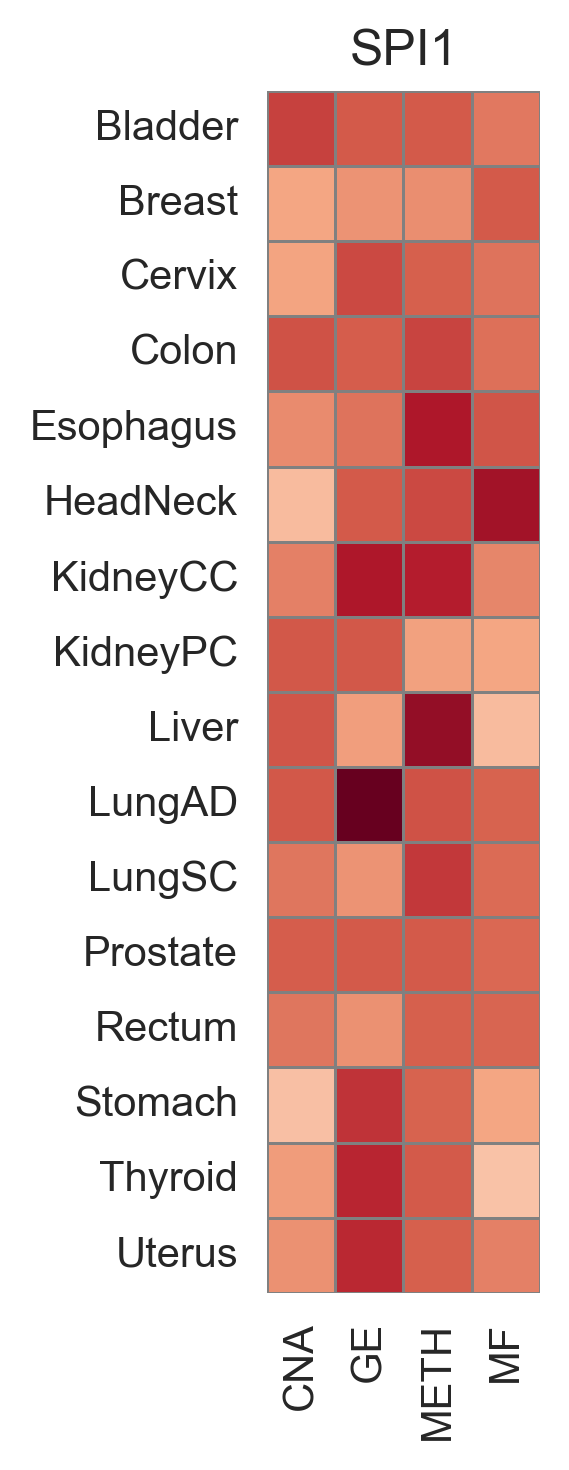 SPI1
Bladder
Breast
Cervix
Colon
Esophagus
HeadNeck
KidneyCC
KidneyPC
Liver
LungAD
LungSC
Prostate
Rectum
Stomach
Thyroid
Uterus
CNA
GE
METH
MF